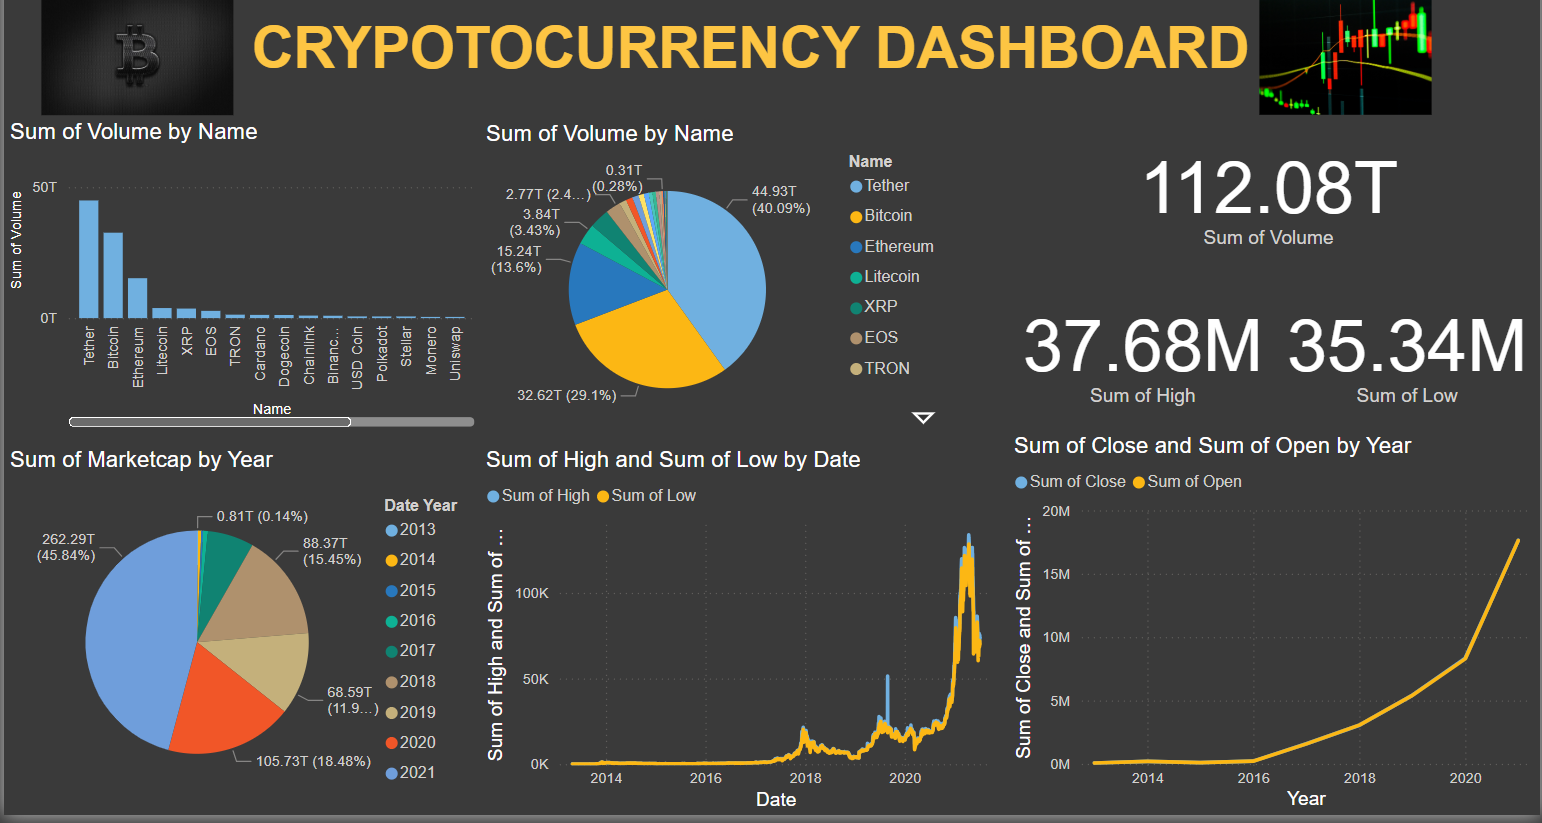 CRYPOTOCURRENCY DASHBOARD
Sum of Volume by Name
Sum of Volume
50T
0T
Tether
Bitcoin
Ethereum
Litecoin
XRP
EOS
TRON
Cardano
Dogecoin
Chainlink
Binanc...
USD Coin
Polkadot
Stellar
Monero
Uniswap
Name
Sum of Volume by Name
0.31T
(0.28%)
2.77T (2.4...)
3.84T
(3.43%)
15.24T
(13.6%)
32.62T (29.1%)
44.93T
(40.09%)
Name
Tether
Bitcoin
Ethereum
Litecoin
XRP
EOS
TRON
112.08T
Sum of Volume
37.68M
Sum of High
35.34M
Sum of Low
Sum of Marketcap by Year
0.81T (0.14%)
262.29T
(45.84%)
88.37T
(15.45%)
68.59T
(11.9...)
105.73T (18.48%)
Date Year
2013
2014
2015
2016
2017
2018
2019
2020
2021
Sum of High and Sum of Low by Date
Sum of High
Sum of Low
Sum of High and Sum of ...
100K
50K
0K
2014
2016
2018
2020
Date
Sum of Close and Sum of Open by Year
Sum of Close
Sum of Open
Sum of Close and Sum of ...
20M
15M
10M
5M
0M
2014
2016
2018
2020
Year